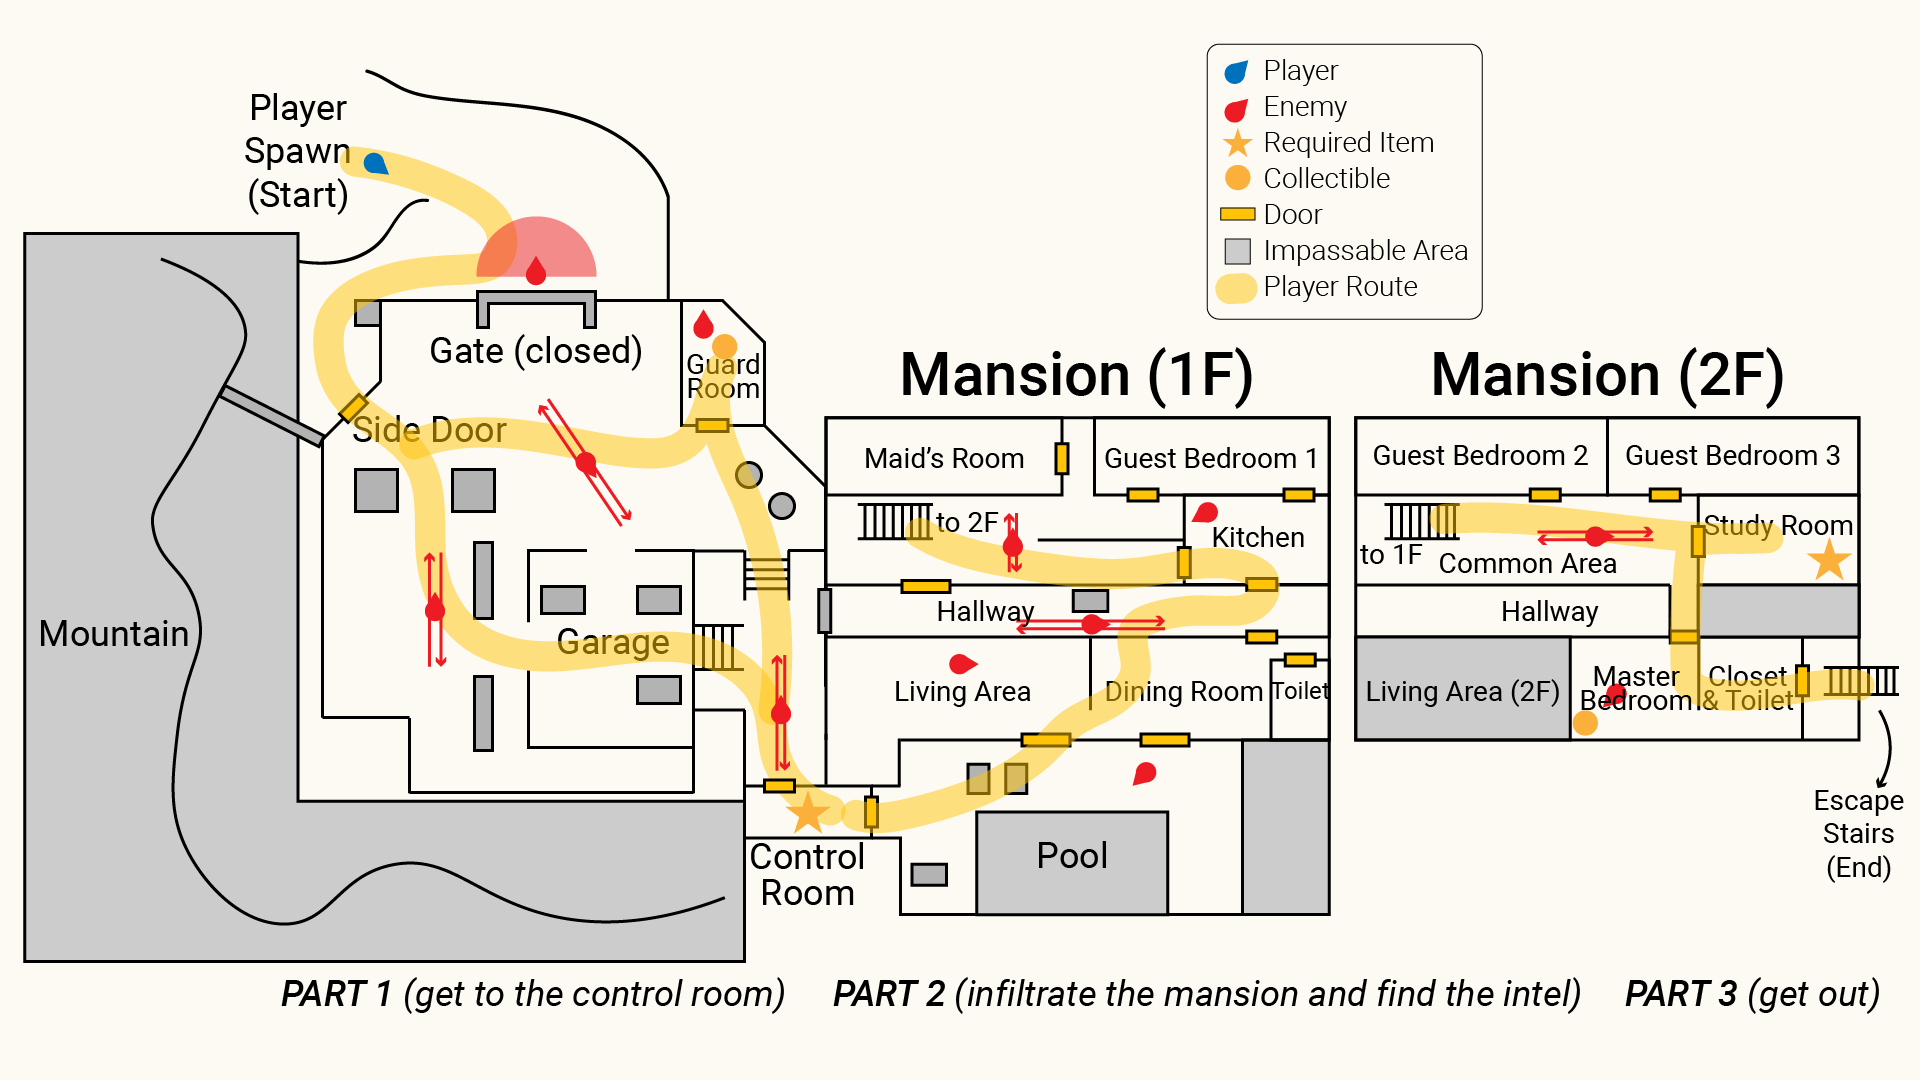 Player
Spawn
(Start)
Player
Enemy
Required Item
Collectible
Door
Impassable Area
Player Route
Gate (closed)
Guard
Room
Side Door
Mountain
Garage
Control
Room
Mansion (1F)
Maid's Room
Guest Bedroom 1
to 2F
Kitchen
Hallway
Living Area
Dining Room
Toilet
Pool
Mansion (2F)
Guest Bedroom 2
Guest Bedroom 3
to 1F
Common Area
Study Room
Hallway
Living Area (2F)
Master
Bedroom
Closet
& Toilet
Escape
Stairs
(End)
PART 1 (get to the control room)
PART 2 (infiltrate the mansion and find the intel)
PART 3 (get out)